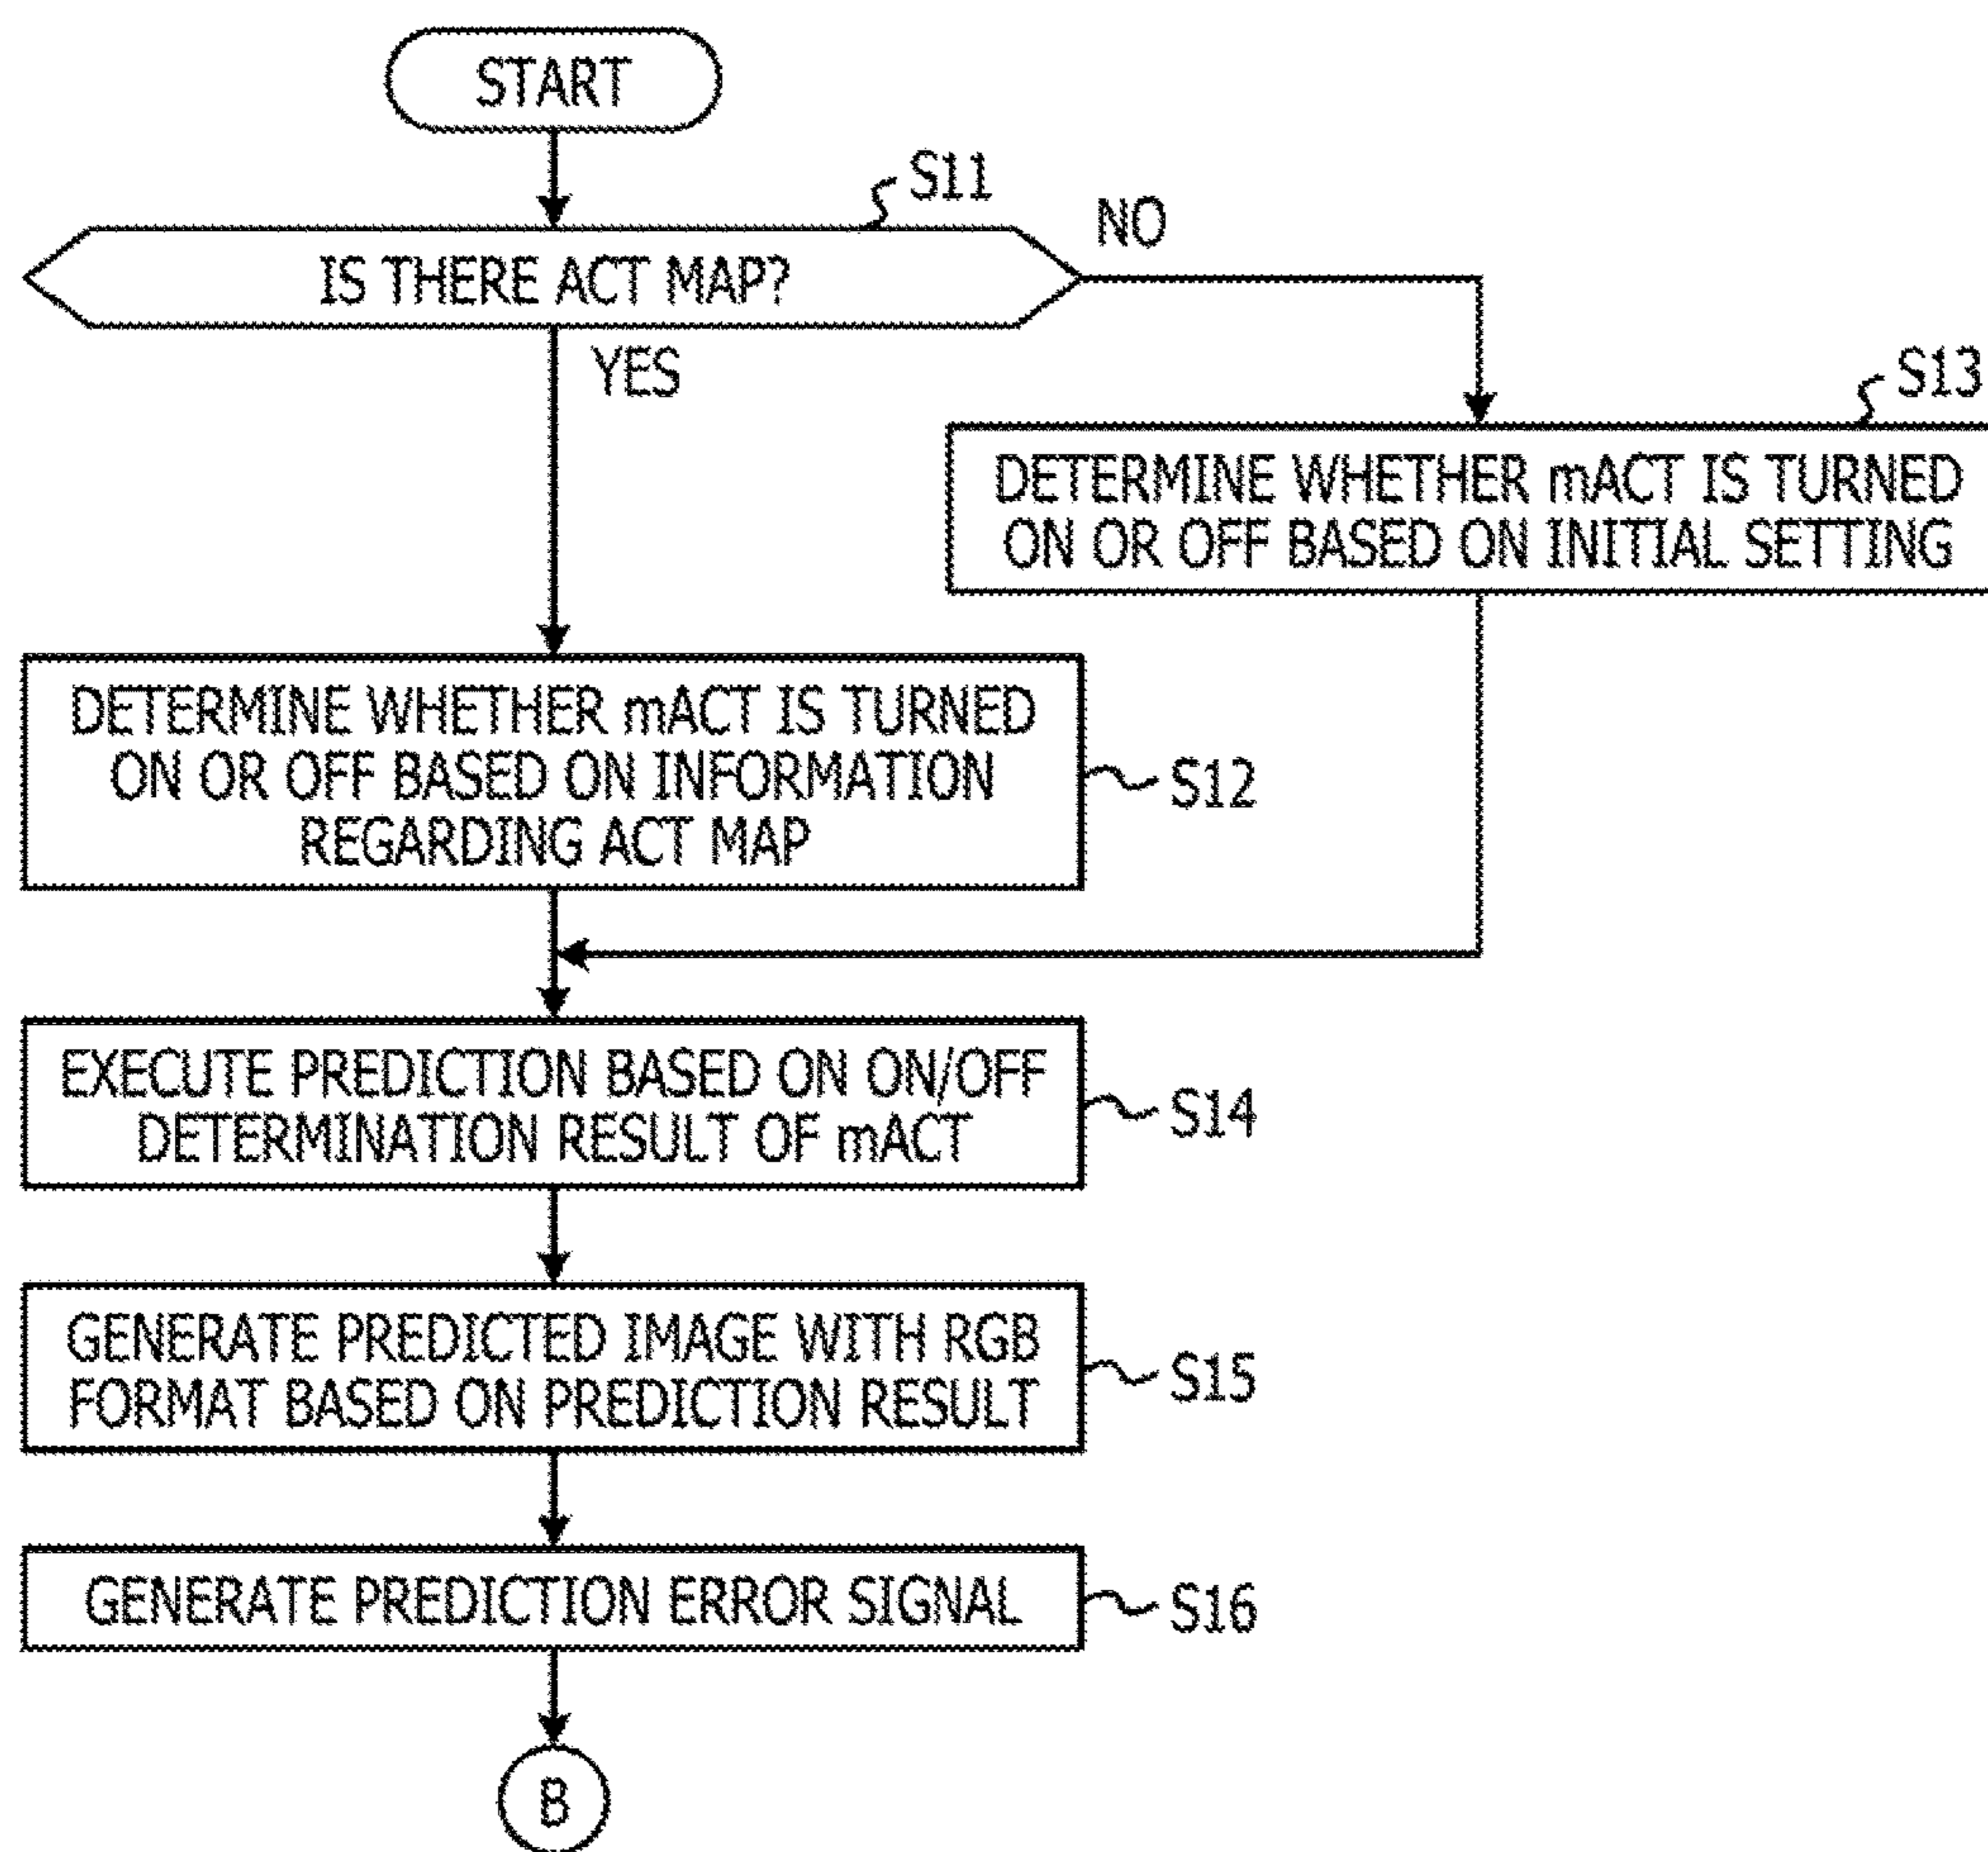 START
S11
NO
IS THERE ACT MAP?
YES
S13
DETERMINE WHETHER mACT IS TURNED
ON OR OFF BASED ON INITIAL SETTING
DETERMINE WHETHER mACT IS TURNED
ON OR OFF BASED ON INFORMATION
REGARDING ACT MAP
S12
EXECUTE PREDICTION BASED ON ON/OFF
DETERMINATION RESULT OF mACT
S14
GENERATE PREDICTED IMAGE WITH RGB
FORMAT BASED ON PREDICTION RESULT
S15
GENERATE PREDICTION ERROR SIGNAL
S16
B